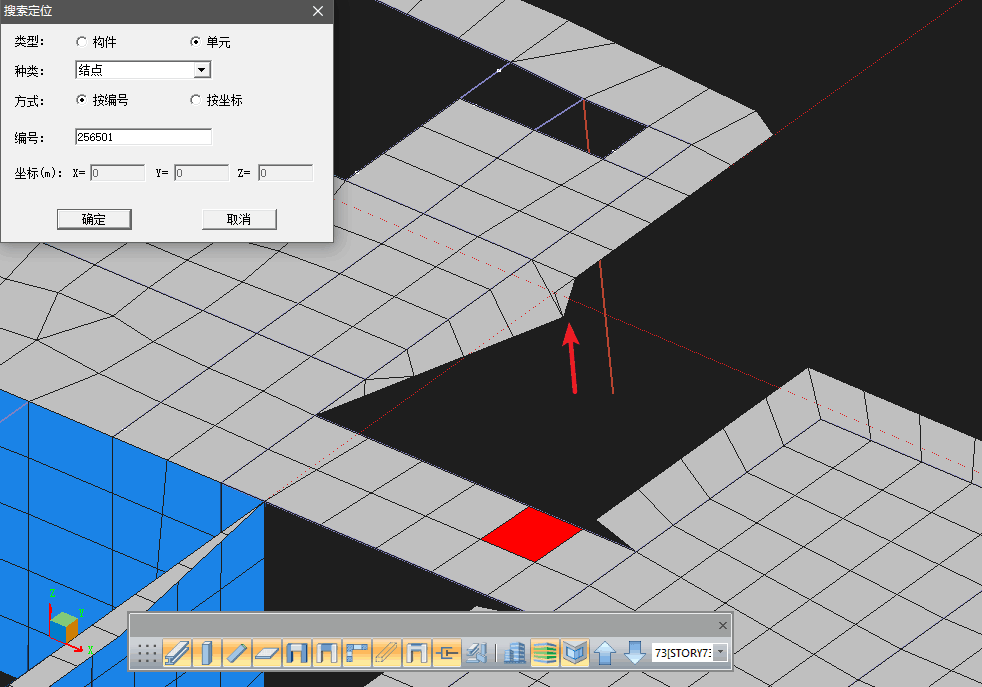 搜索定位
类型： 构件 单元
种类： 结点
方式： 按编号 按坐标
编号： 256501
坐标(m)： X= 0 Y= 0 Z= 0
确定 取消
Z
Y
X
73[STORY73